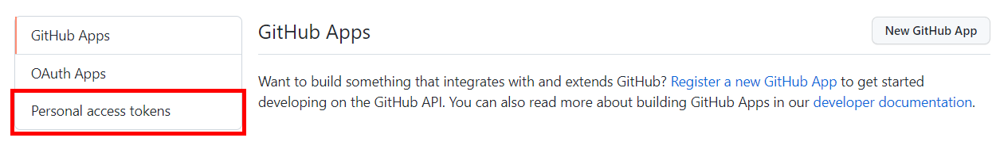 GitHub Apps
OAuth Apps
Personal access tokens
GitHub Apps
New GitHub App
Want to build something that integrates with and extends GitHub? Register a new GitHub App to get started
developing on the GitHub API. You can also read more about building GitHub Apps in our developer documentation.